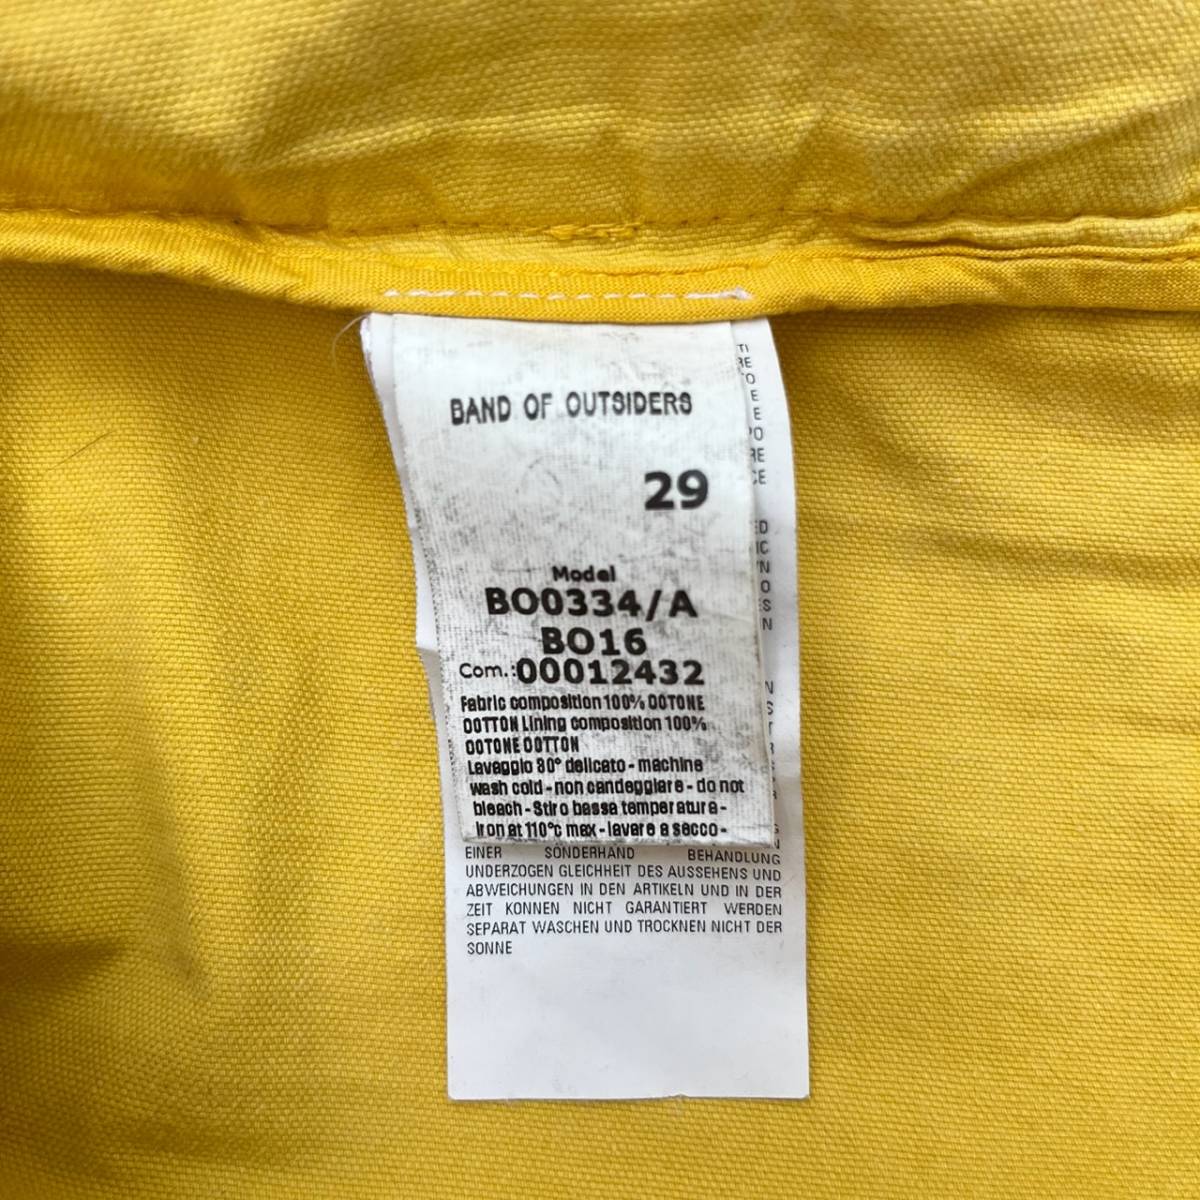 BAND OF OUTSIDERS
29
Model
BO0334/A
BO16
Com.:00012432
Fabric composition 100% COTONE
COTTON Lining composition 100%
COTONE COTTON
Lavaggio 30° delicato - machine
wash cold - non candeggiare - do not
bleach - Stiro bassa temperatura -
Iron at 110°c max - lavare a secco -
EINER SONDERHAND BEHANDLUNG
UNDERZOGEN GLEICHHEIT DES AUSSEHENS UND
ABWEICHUNGEN IN DEN ARTIKELN UND IN DER
ZEIT KONNEN NICHT GARANTIERT WERDEN
SEPARAT WASCHEN UND TROCKNEN NICHT DER
SONNE